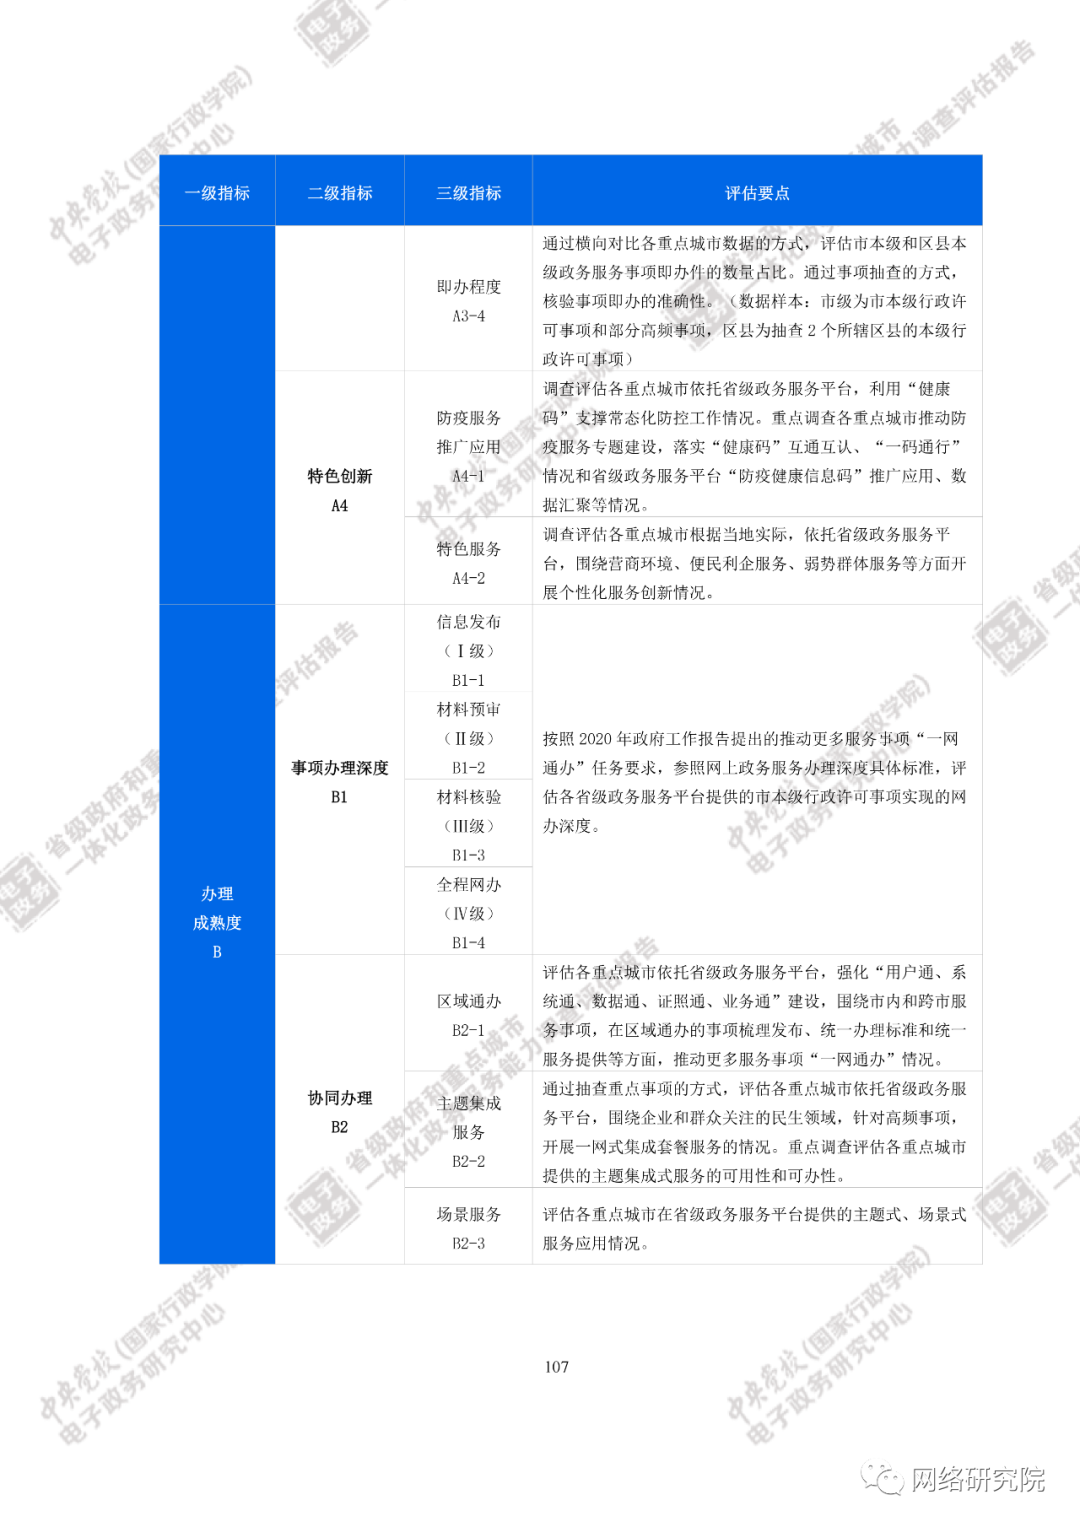 一级指标
二级指标
三级指标
评估要点
即办程度
A3-4
通过横向对比各重点城市数据的方式，评估市本级和区县本
级政务服务事项即办件的数量占比。通过事项抽查的方式，
核验事项即办的准确性。（数据样本：市级为市本级行政许
可事项和部分高频事项，区县为抽查 2 个所辖区县的本级行
政许可事项）
特色创新
A4
防疫服务
推广应用
A4-1
调查评估各重点城市依托省级政务服务平台，利用“健康
码”支撑常态化防控工作情况。重点调查各重点城市推动防
疫服务专题建设，落实“健康码”互通互认、“一码通行”
情况和省级政务服务平台“防疫健康信息码”推广应用、数
据汇聚等情况。
特色服务
A4-2
调查评估各重点城市根据当地实际，依托省级政务服务平
台，围绕营商环境、便民利企服务、弱势群体服务等方面开
展个性化服务创新情况。
办理
成熟度
B
事项办理深度
B1
信息发布
（Ⅰ级）
B1-1
材料预审
（Ⅱ级）
B1-2
材料核验
（Ⅲ级）
B1-3
全程网办
（Ⅳ级）
B1-4
按照 2020 年政府工作报告提出的推动更多服务事项“一网
通办”任务要求，参照网上政务服务办理深度具体标准，评
估各省级政务服务平台提供的市本级行政许可事项实现的网
办深度。
协同办理
B2
区域通办
B2-1
评估各重点城市依托省级政务服务平台，强化“用户通、系
统通、数据通、证照通、业务通”建设，围绕市内和跨市服
务事项，在区域通办的事项梳理发布、统一办理标准和统一
服务提供等方面，推动更多服务事项“一网通办”情况。
主题集成
服务
B2-2
通过抽查重点事项的方式，评估各重点城市依托省级政务服
务平台，围绕企业和群众关注的民生领域，针对高频事项，
开展一网式集成套餐服务的情况。重点调查评估各重点城市
提供的主题集成式服务的可用性和可办性。
场景服务
B2-3
评估各重点城市在省级政务服务平台提供的主题式、场景式
服务应用情况。
107
中央党校(国家行政学院)
电子政务研究中心
电子
政务
省级政府和重点城市
一体化政务服务能力调查评估报告
网络研究院